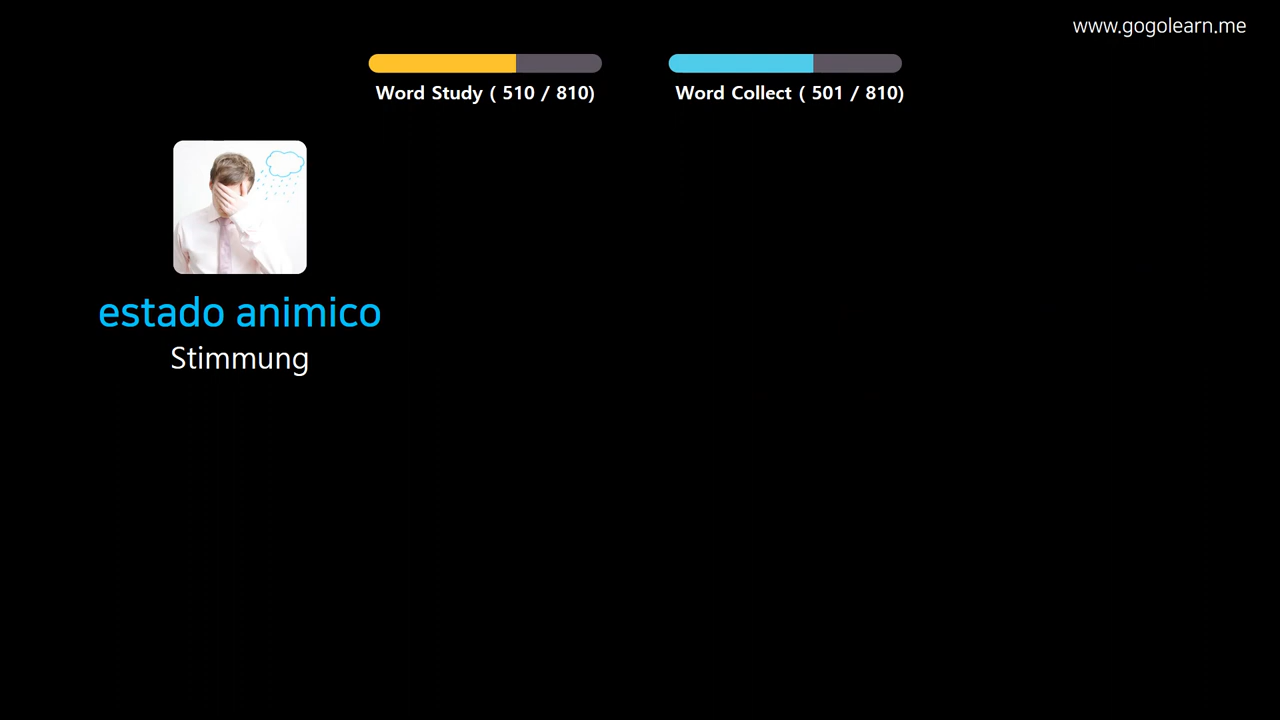 www.gogolearn.me
Word Study ( 510 / 810)
Word Collect ( 501 / 810)
estado animico
Stimmung